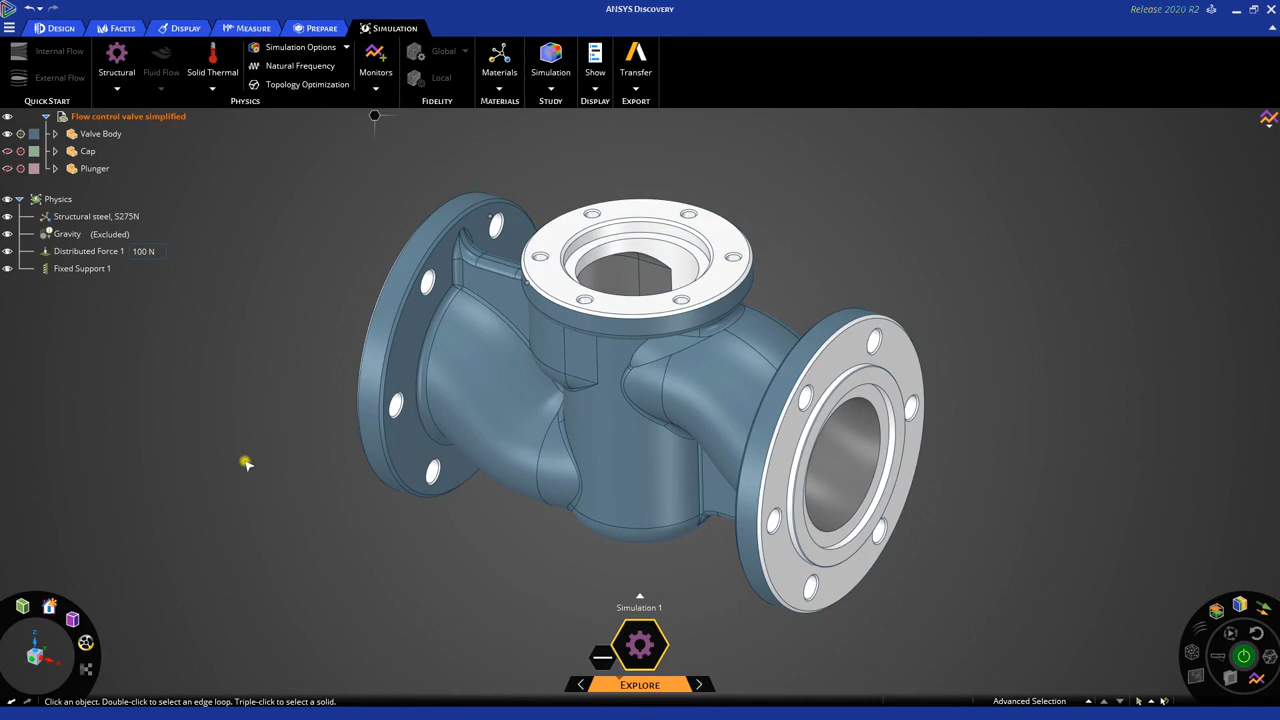 ANSYS Discovery
Release 2020 R2
DESIGN
FACETS
DISPLAY
MEASURE
PREPARE
SIMULATION
Internal Flow
External Flow
QUICK START
Structural
Fluid Flow
Solid Thermal
Simulation Options
Natural Frequency
Topology Optimization
PHYSICS
Monitors
Global
Local
FIDELITY
Materials
MATERIALS
Simulation
STUDY
Show
DISPLAY
Transfer
EXPORT
Flow control valve simplified
Valve Body
Cap
Plunger
Physics
Structural steel, S275N
Gravity (Excluded)
Distributed Force 1 100 N
Fixed Support 1
Simulation 1
EXPLORE
Z
X
Click an object. Double-click to select an edge loop. Triple-click to select a solid.
Advanced Selection